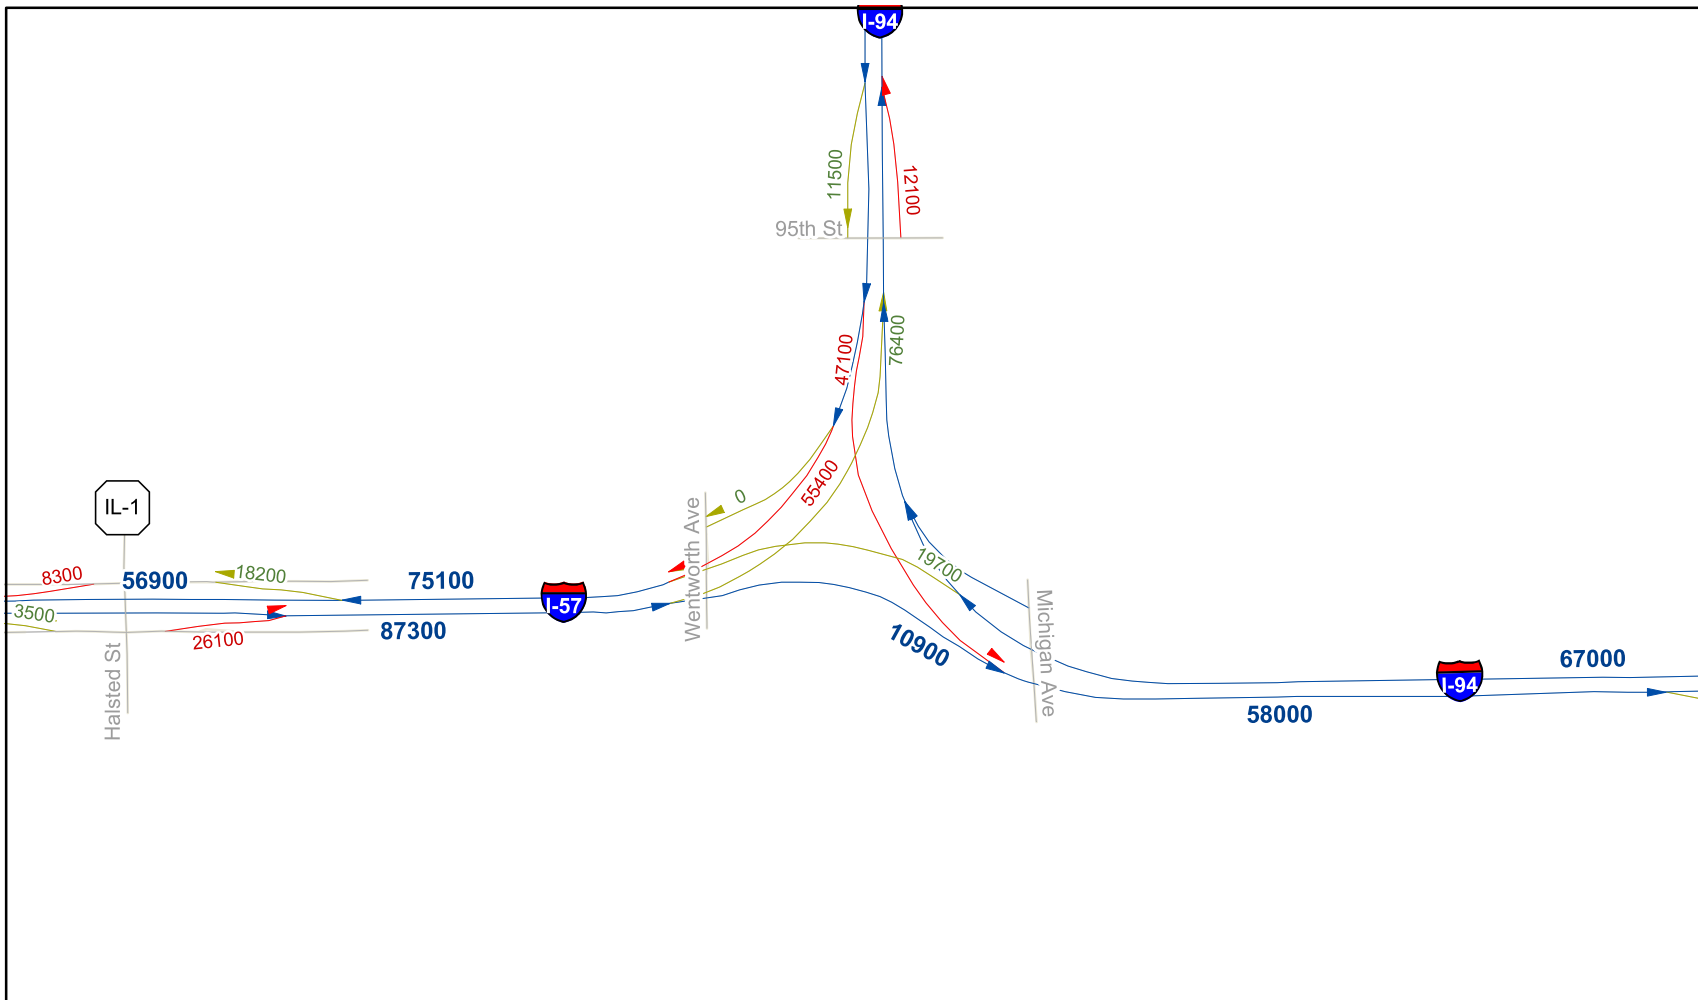 I-94
11500
12100
95th St
76400
47100
55400
0
Wentworth Ave
IL-1
19700
8300
56900
18200
75100
I-57
3500
26100
87300
10900
Michigan Ave
Halsted St
67000
I-94
58000